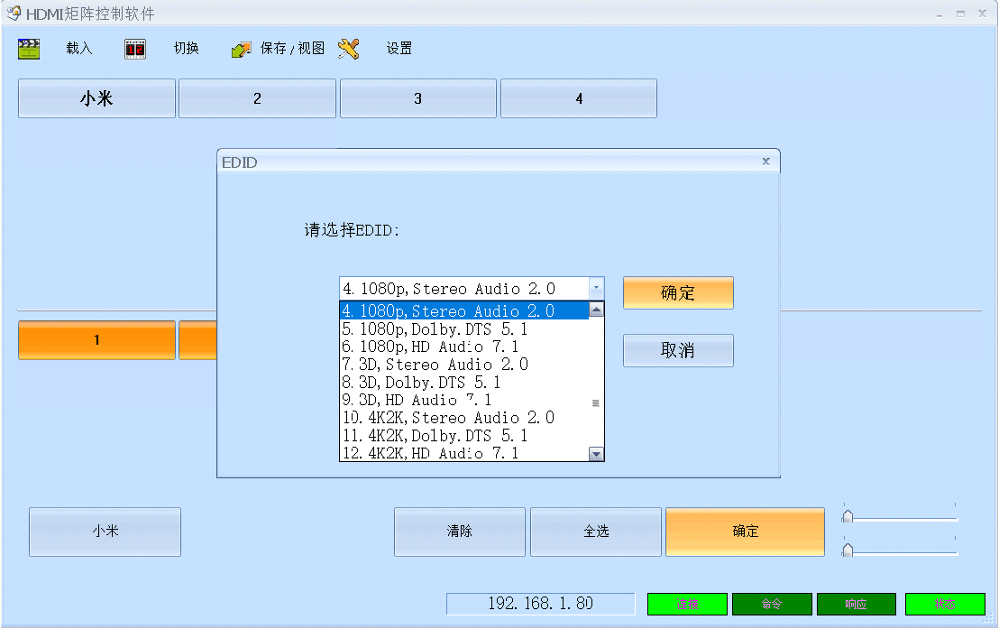 HDMI矩阵控制软件
载入 切换 保存/视图 设置
小米 2 3 4
EDID
请选择EDID:
4.1080p,Stereo Audio 2.0
确定
4.1080p,Stereo Audio 2.0
5.1080p,Dolby.DTS 5.1
6.1080p,HD Audio 7.1
取消
7.3D,Stereo Audio 2.0
8.3D,Dolby.DTS 5.1
9.3D,HD Audio 7.1
10.4K2K,Stereo Audio 2.0
11.4K2K,Dolby.DTS 5.1
12.4K2K,HD Audio 7.1
1
小米 清除 全选 确定
192.168.1.80 连接 命令 响应 状态